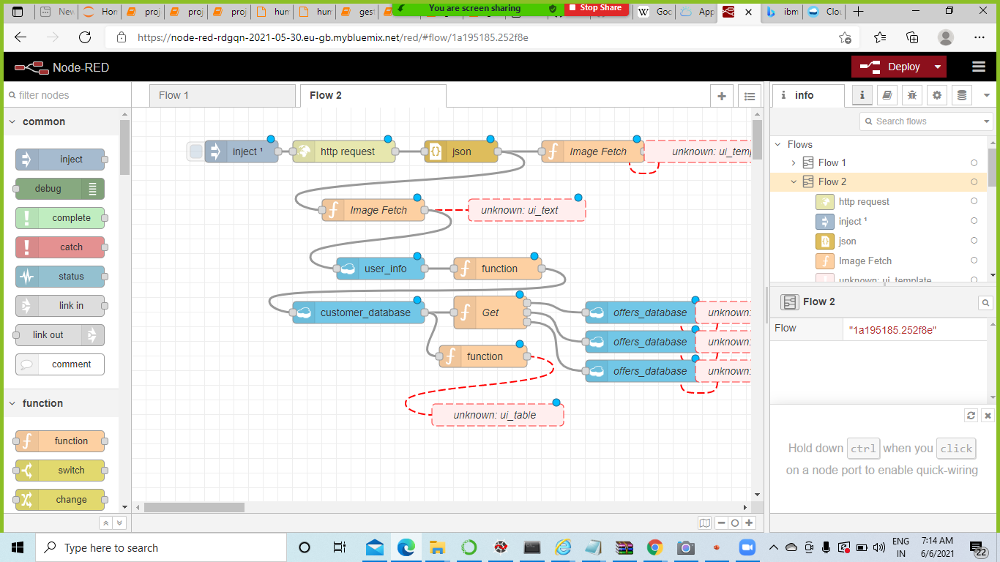 New
Hon
proj
proj
proj
hum
hum
gest
You are screen sharing
Stop Share
Goc
App
ibm
Clou
https://node-red-rdgqn-2021-05-30.eu-gb.mybluemix.net/red/#flow/1a195185.252f8e
Node-RED
Deploy
filter nodes
Flow 1
Flow 2
i info
i
Search flows
common
inject
debug
complete
catch
status
link in
link out
comment
function
function
switch
change
inject ¹
http request
json
Image Fetch
unknown: ui_temp
Image Fetch
unknown: ui_text
user_info
function
customer_database
Get
offers_database
unknown:
offers_database
unknown:
function
offers_database
unknown:
unknown: ui_table
Flows
Flow 1
Flow 2
http request
inject ¹
json
Image Fetch
unknown: ui_template
Flow 2
Flow
"1a195185.252f8e"
Hold down ctrl when you click
on a node port to enable quick-wiring
Type here to search
ENG
IN
7:14 AM
6/6/2021
22